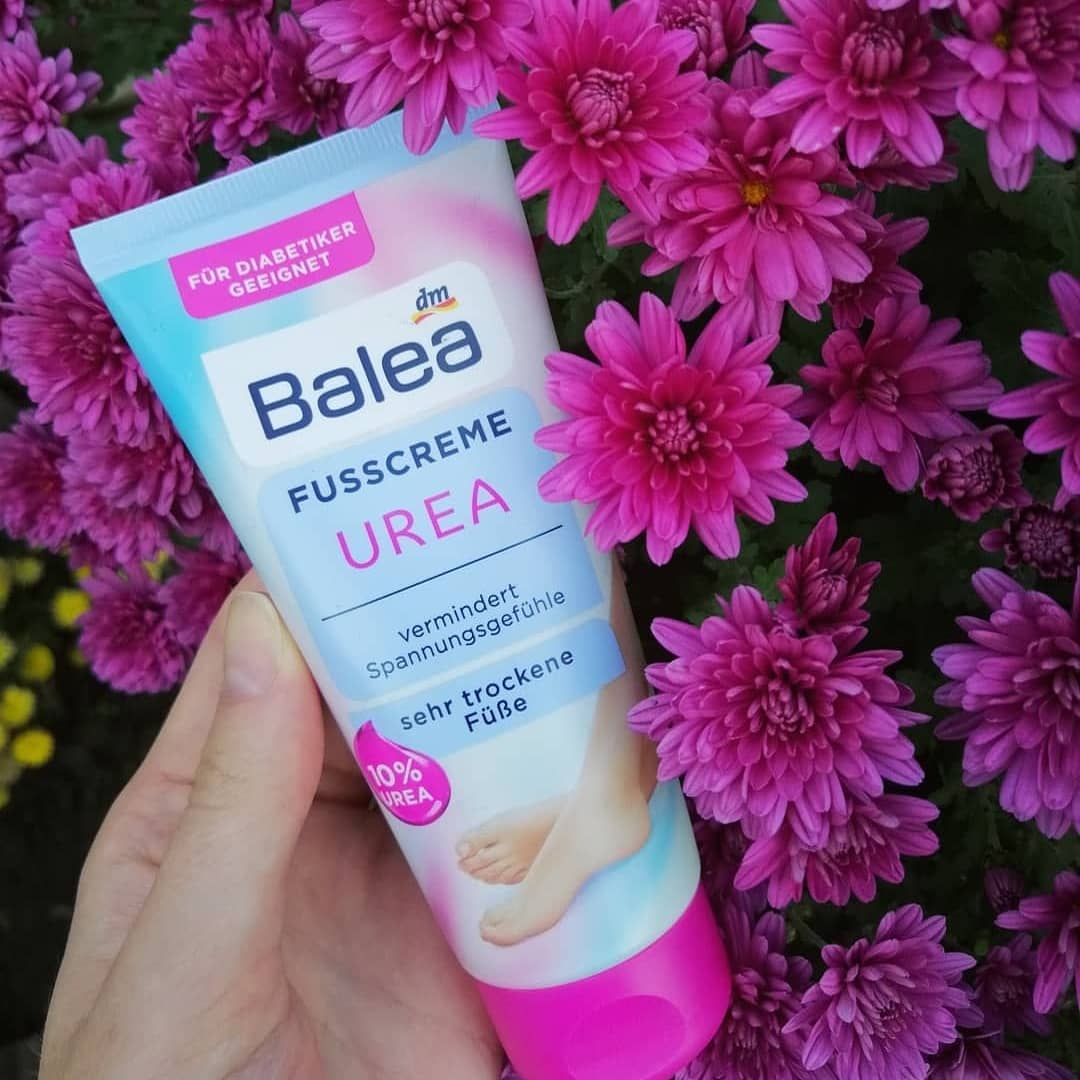 FÜR DIABETIKER
GEEIGNET
dm
Balea
FUSSCREME
UREA
vermindert
Spannungsgefühle
sehr trockene
Füße
10%
UREA